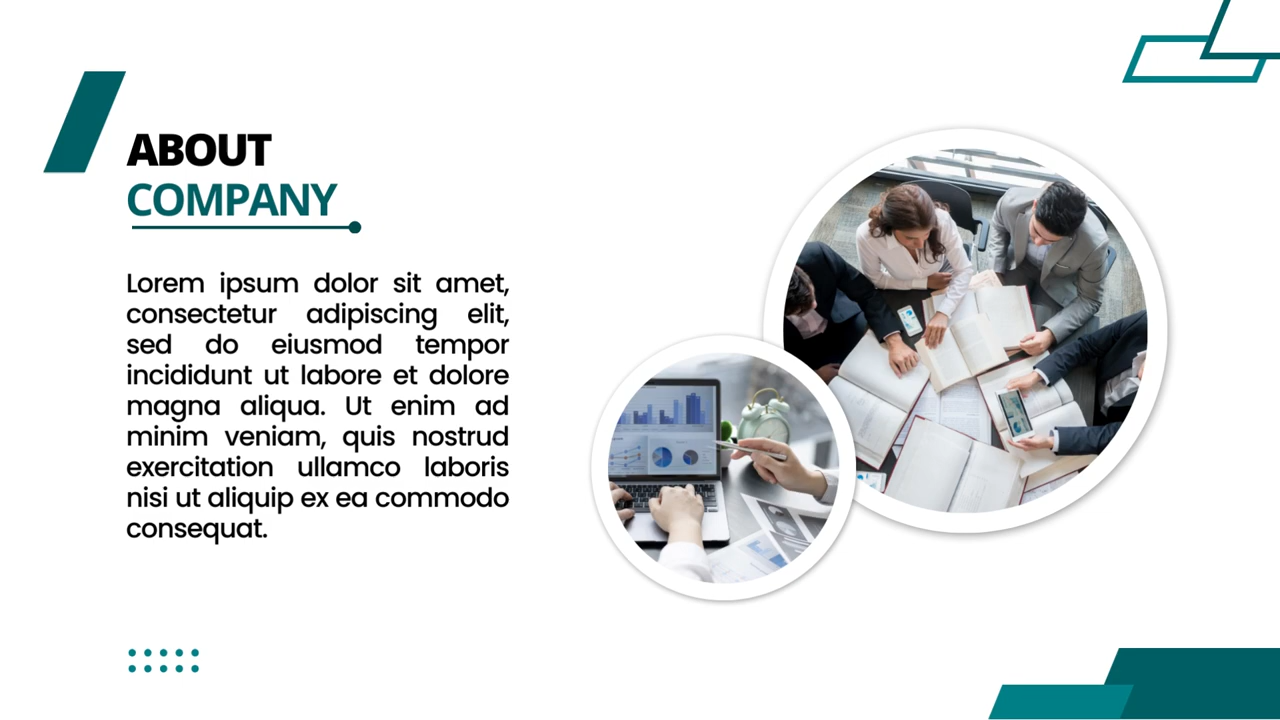 ABOUT
COMPANY
Lorem ipsum dolor sit amet,
consectetur adipiscing elit,
sed do eiusmod tempor
incididunt ut labore et dolore
magna aliqua. Ut enim ad
minim veniam, quis nostrud
exercitation ullamco laboris
nisi ut aliquip ex ea commodo
consequat.